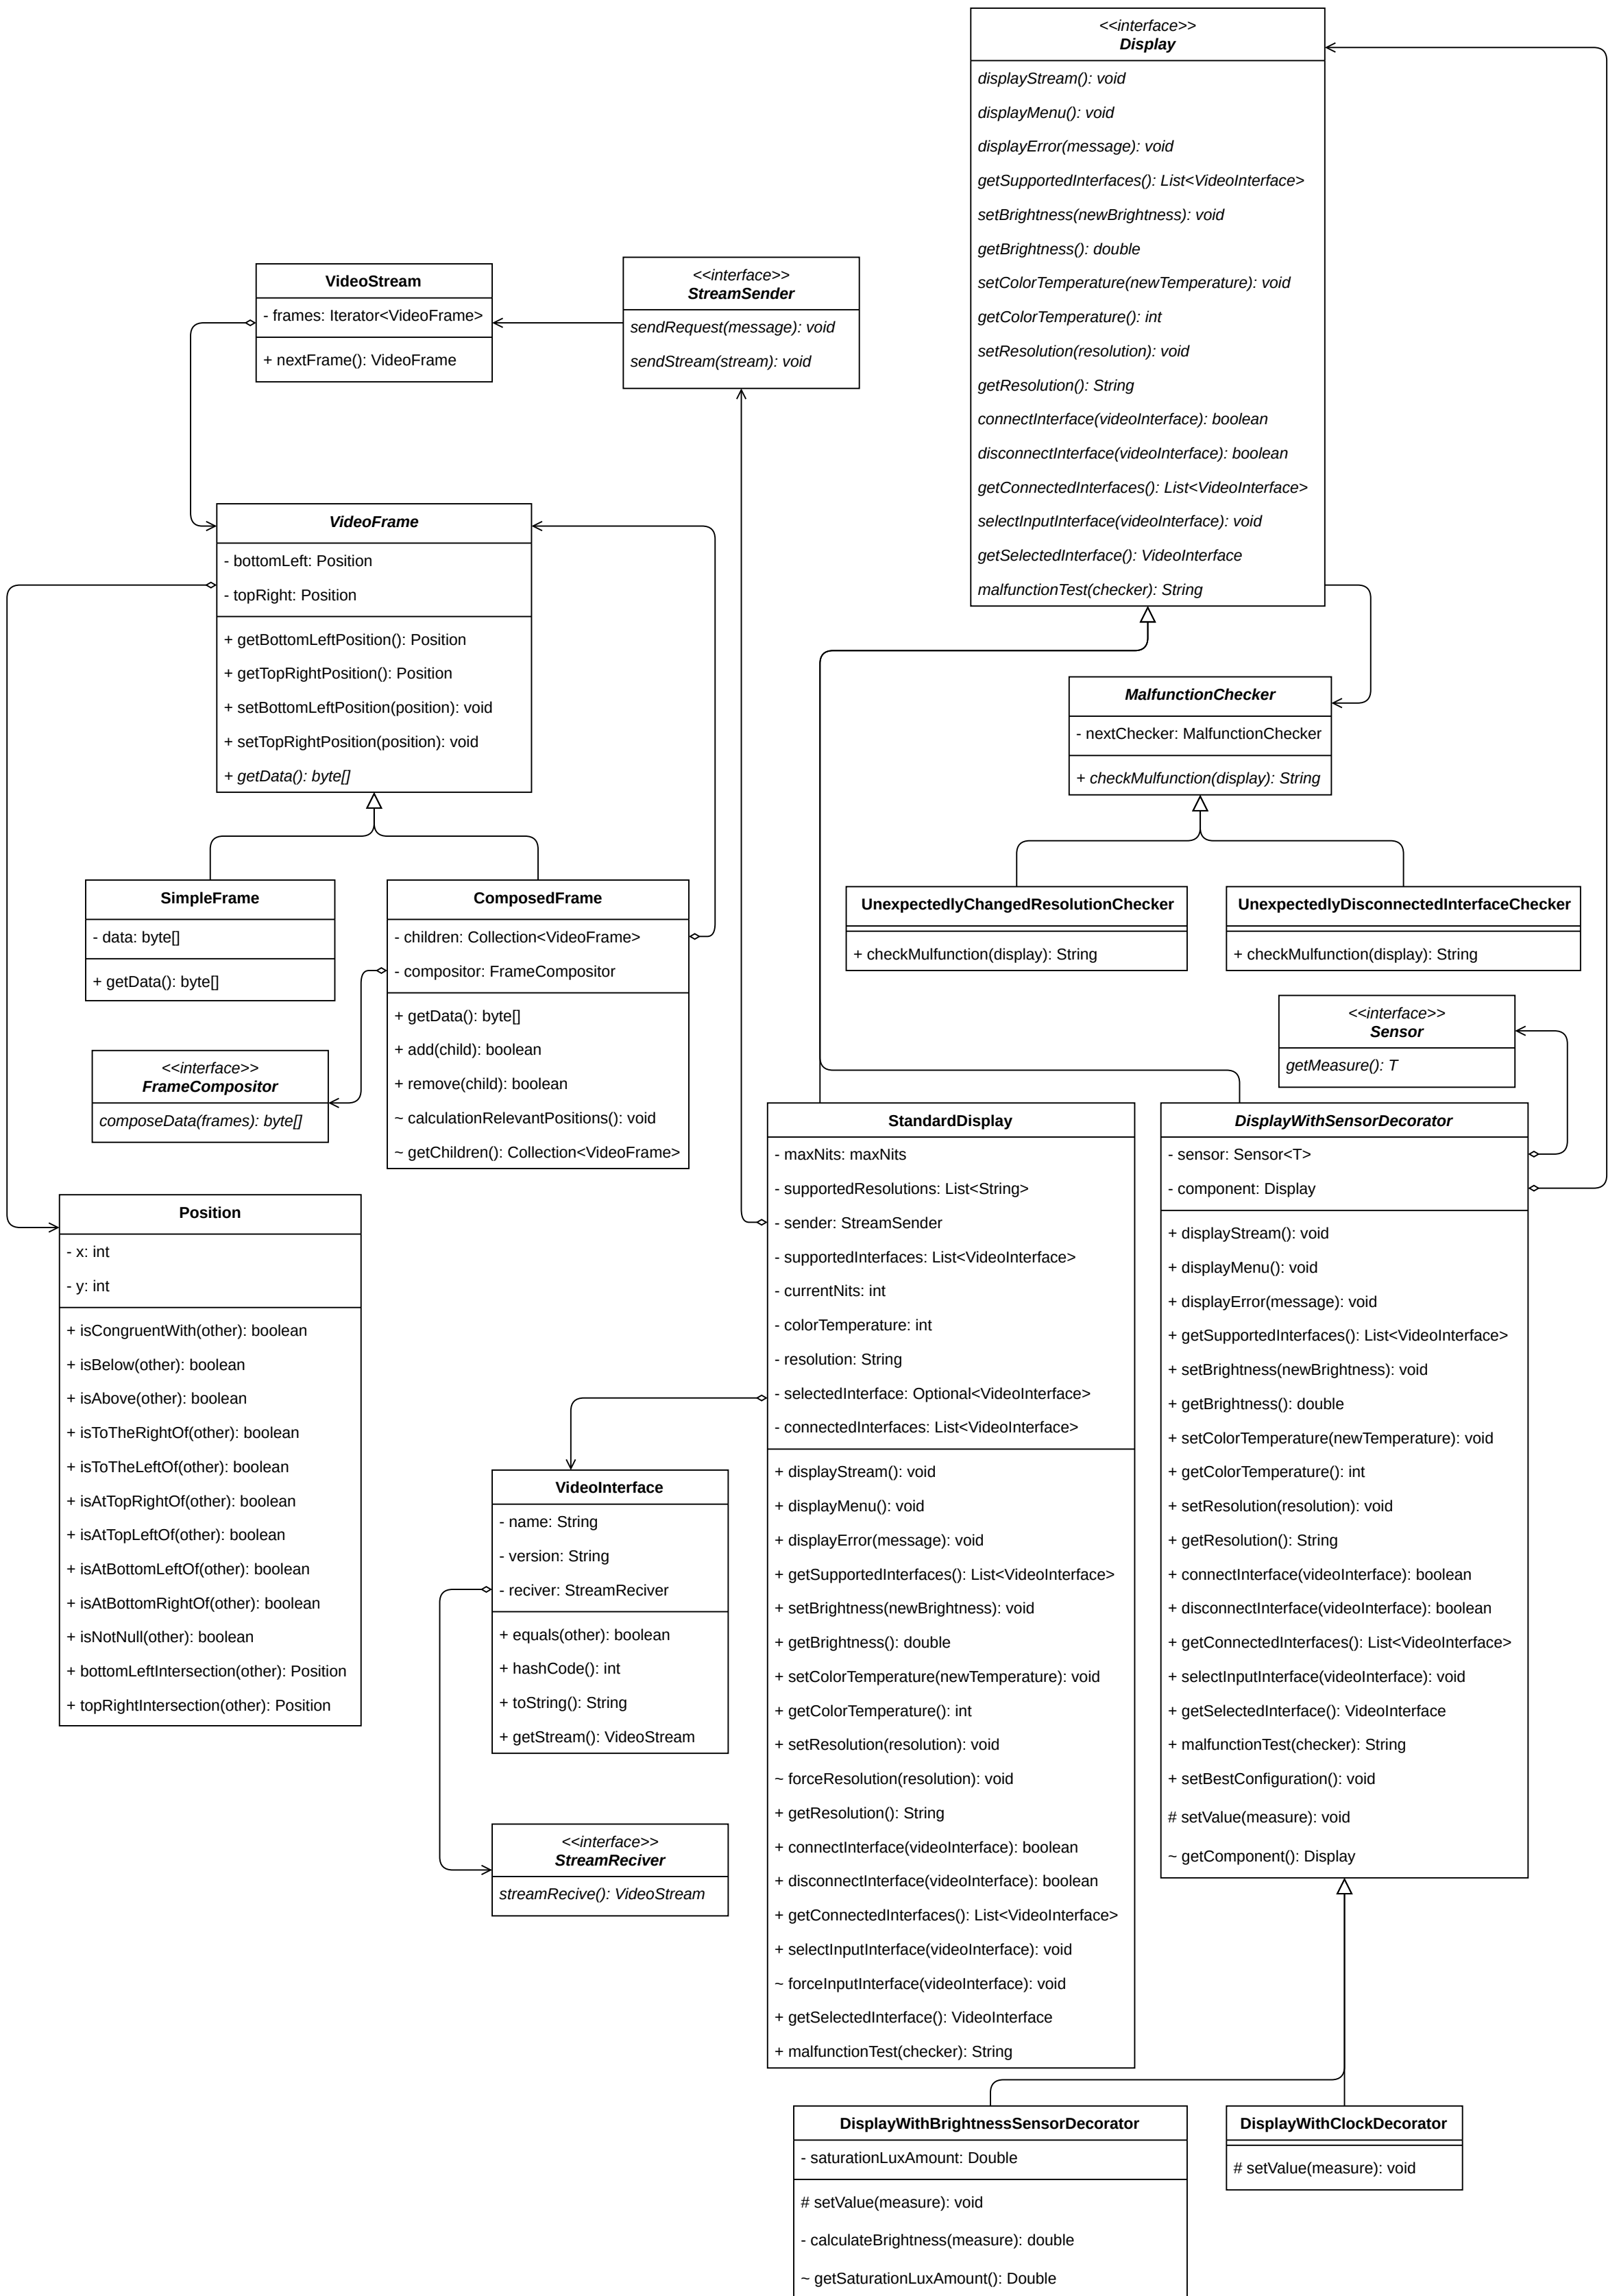 <<interface>>
Display
displayStream(): void
displayMenu(): void
displayError(message): void
getSupportedInterfaces(): List<VideoInterface>
setBrightness(newBrightness): void
getBrightness(): double
setColorTemperature(newTemperature): void
getColorTemperature(): int
setResolution(resolution): void
getResolution(): String
connectInterface(videoInterface): boolean
disconnectInterface(videoInterface): boolean
getConnectedInterfaces(): List<VideoInterface>
selectInputInterface(videoInterface): void
getSelectedInterface(): VideoInterface
malfunctionTest(checker): String
VideoStream
- frames: Iterator<VideoFrame>
+ nextFrame(): VideoFrame
<<interface>>
StreamSender
sendRequest(message): void
sendStream(stream): void
VideoFrame
- bottomLeft: Position
- topRight: Position
+ getBottomLeftPosition(): Position
+ getTopRightPosition(): Position
+ setBottomLeftPosition(position): void
+ setTopRightPosition(position): void
+ getData(): byte[]
MalfunctionChecker
- nextChecker: MalfunctionChecker
+ checkMulfunction(display): String
SimpleFrame
- data: byte[]
+ getData(): byte[]
ComposedFrame
- children: Collection<VideoFrame>
- compositor: FrameCompositor
+ getData(): byte[]
+ add(child): boolean
+ remove(child): boolean
~ calculationRelevantPositions(): void
~ getChildren(): Collection<VideoFrame>
UnexpectedlyChangedResolutionChecker
+ checkMulfunction(display): String
UnexpectedlyDisconnectedInterfaceChecker
+ checkMulfunction(display): String
<<interface>>
Sensor
getMeasure(): T
<<interface>>
FrameCompositor
composeData(frames): byte[]
Position
- x: int
- y: int
+ isCongruentWith(other): boolean
+ isBelow(other): boolean
+ isAbove(other): boolean
+ isToTheRightOf(other): boolean
+ isToTheLeftOf(other): boolean
+ isAtTopRightOf(other): boolean
+ isAtTopLeftOf(other): boolean
+ isAtBottomLeftOf(other): boolean
+ isAtBottomRightOf(other): boolean
+ isNotNull(other): boolean
+ bottomLeftIntersection(other): Position
+ topRightIntersection(other): Position
StandardDisplay
- maxNits: maxNits
- supportedResolutions: List<String>
- sender: StreamSender
- supportedInterfaces: List<VideoInterface>
- currentNits: int
- colorTemperature: int
- resolution: String
- selectedInterface: Optional<VideoInterface>
- connectedInterfaces: List<VideoInterface>
+ displayStream(): void
+ displayMenu(): void
+ displayError(message): void
+ getSupportedInterfaces(): List<VideoInterface>
+ setBrightness(newBrightness): void
+ getBrightness(): double
+ setColorTemperature(newTemperature): void
+ getColorTemperature(): int
+ setResolution(resolution): void
~ forceResolution(resolution): void
+ getResolution(): String
+ connectInterface(videoInterface): boolean
+ disconnectInterface(videoInterface): boolean
+ getConnectedInterfaces(): List<VideoInterface>
+ selectInputInterface(videoInterface): void
~ forceInputInterface(videoInterface): void
+ getSelectedInterface(): VideoInterface
+ malfunctionTest(checker): String
DisplayWithSensorDecorator
- sensor: Sensor<T>
- component: Display
+ displayStream(): void
+ displayMenu(): void
+ displayError(message): void
+ getSupportedInterfaces(): List<VideoInterface>
+ setBrightness(newBrightness): void
+ getBrightness(): double
+ setColorTemperature(newTemperature): void
+ getColorTemperature(): int
+ setResolution(resolution): void
+ getResolution(): String
+ connectInterface(videoInterface): boolean
+ disconnectInterface(videoInterface): boolean
+ getConnectedInterfaces(): List<VideoInterface>
+ selectInputInterface(videoInterface): void
+ getSelectedInterface(): VideoInterface
+ malfunctionTest(checker): String
+ setBestConfiguration(): void
# setValue(measure): void
~ getComponent(): Display
VideoInterface
- name: String
- version: String
- reciver: StreamReciver
+ equals(other): boolean
+ hashCode(): int
+ toString(): String
+ getStream(): VideoStream
<<interface>>
StreamReciver
streamRecive(): VideoStream
DisplayWithBrightnessSensorDecorator
- saturationLuxAmount: Double
# setValue(measure): void
- calculateBrightness(measure): double
~ getSaturationLuxAmount(): Double
DisplayWithClockDecorator
# setValue(measure): void